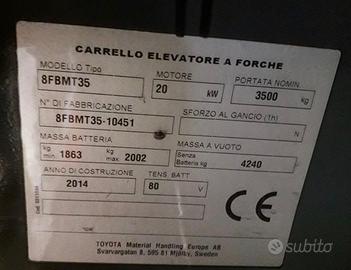 CARRELLO ELEVATORE A FORCHE
MODELLO Tipo
8FBMT35
MOTORE
20 kW
PORTATA NOMIN.
3500 kg
N° DI FABBRICAZIONE
8FBMT35-10451
SFORZO AL GANCIO (1h)
N
MASSA BATTERIA
kg min 1863 kg max 2002
MASSA A VUOTO
Senza Batteria kg 4240
ANNO DI COSTRUZIONE
2014
TENS. BATT
80 V
CE
TOYOTA Material Handling Europe AB
Svarvargatan 8, 595 81 Mjölby, Sweden
subito